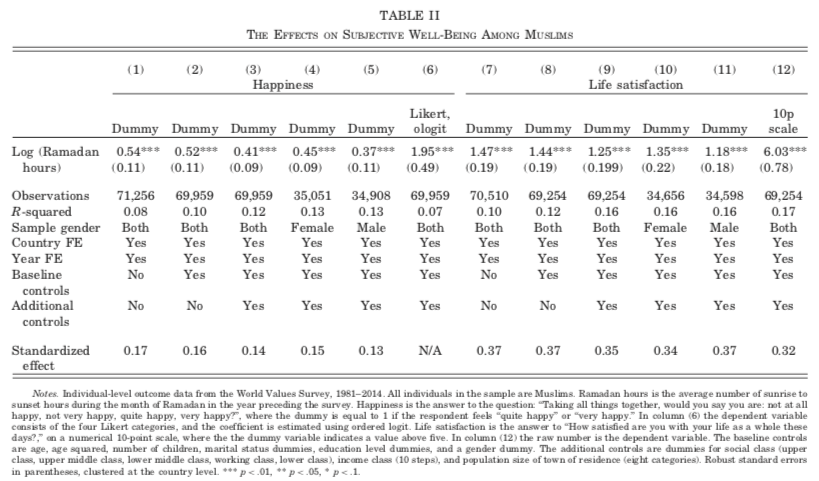 TABLE II
THE EFFECTS ON SUBJECTIVE WELL-BEING AMONG MUSLIMS
(1) (2) (3) (4) (5) (6) (7) (8) (9) (10) (11) (12)
Happiness Life satisfaction
Likert, 10p
Dummy Dummy Dummy Dummy Dummy ologit Dummy Dummy Dummy Dummy Dummy scale
Log (Ramadan 0.54*** 0.52*** 0.41*** 0.45*** 0.37*** 1.95*** 1.47*** 1.44*** 1.25*** 1.35*** 1.18*** 6.03***
hours) (0.11) (0.11) (0.09) (0.09) (0.11) (0.49) (0.19) (0.19) (0.199) (0.22) (0.18) (0.78)
Observations 71,256 69,959 69,959 35,051 34,908 69,959 70,510 69,254 69,254 34,656 34,598 69,254
R-squared 0.08 0.10 0.12 0.13 0.13 0.07 0.10 0.12 0.16 0.16 0.16 0.17
Sample gender Both Both Both Female Male Both Both Both Both Female Male Both
Country FE Yes Yes Yes Yes Yes Yes Yes Yes Yes Yes Yes Yes
Year FE Yes Yes Yes Yes Yes Yes Yes Yes Yes Yes Yes Yes
Baseline No Yes Yes Yes Yes Yes No Yes Yes Yes Yes Yes
controls
Additional No No Yes Yes Yes Yes No No Yes Yes Yes Yes
controls
Standardized 0.17 0.16 0.14 0.15 0.13 N/A 0.37 0.37 0.35 0.34 0.37 0.32
effect
Notes. Individual-level outcome data from the World Values Survey, 1981–2014. All individuals in the sample are Muslims. Ramadan hours is the average number of sunrise to
sunset hours during the month of Ramadan in the year preceding the survey. Happiness is the answer to the question: “Taking all things together, would you say you are: not at all
happy, not very happy, quite happy, very happy?”, where the dummy is equal to 1 if the respondent feels “quite happy” or “very happy.” In column (6) the dependent variable
consists of the four Likert categories, and the coefficient is estimated using ordered logit. Life satisfaction is the answer to “How satisfied are you with your life as a whole these
days?,” on a numerical 10-point scale, where the the dummy variable indicates a value above five. In column (12) the raw number is the dependent variable. The baseline controls
are age, age squared, number of children, marital status dummies, education level dummies, and a gender dummy. The additional controls are dummies for social class (upper
class, upper middle class, lower middle class, working class, lower class), income class (10 steps), and population size of town of residence (eight categories). Robust standard errors
in parentheses, clustered at the country level. *** p < .01, ** p < .05, * p < .1.